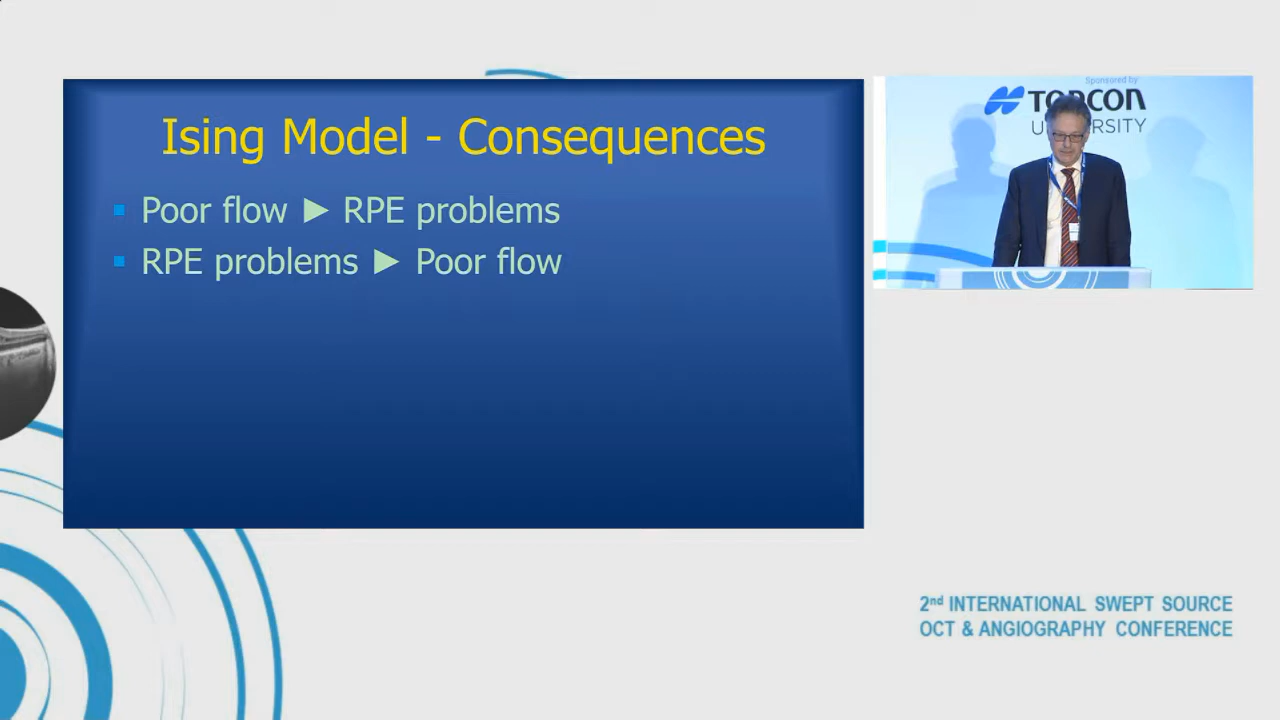 Ising Model - Consequences
Poor flow ► RPE problems
RPE problems ► Poor flow
Sponsored by
TOPCON
UNIVERSITY
2nd INTERNATIONAL SWEPT SOURCE
OCT & ANGIOGRAPHY CONFERENCE